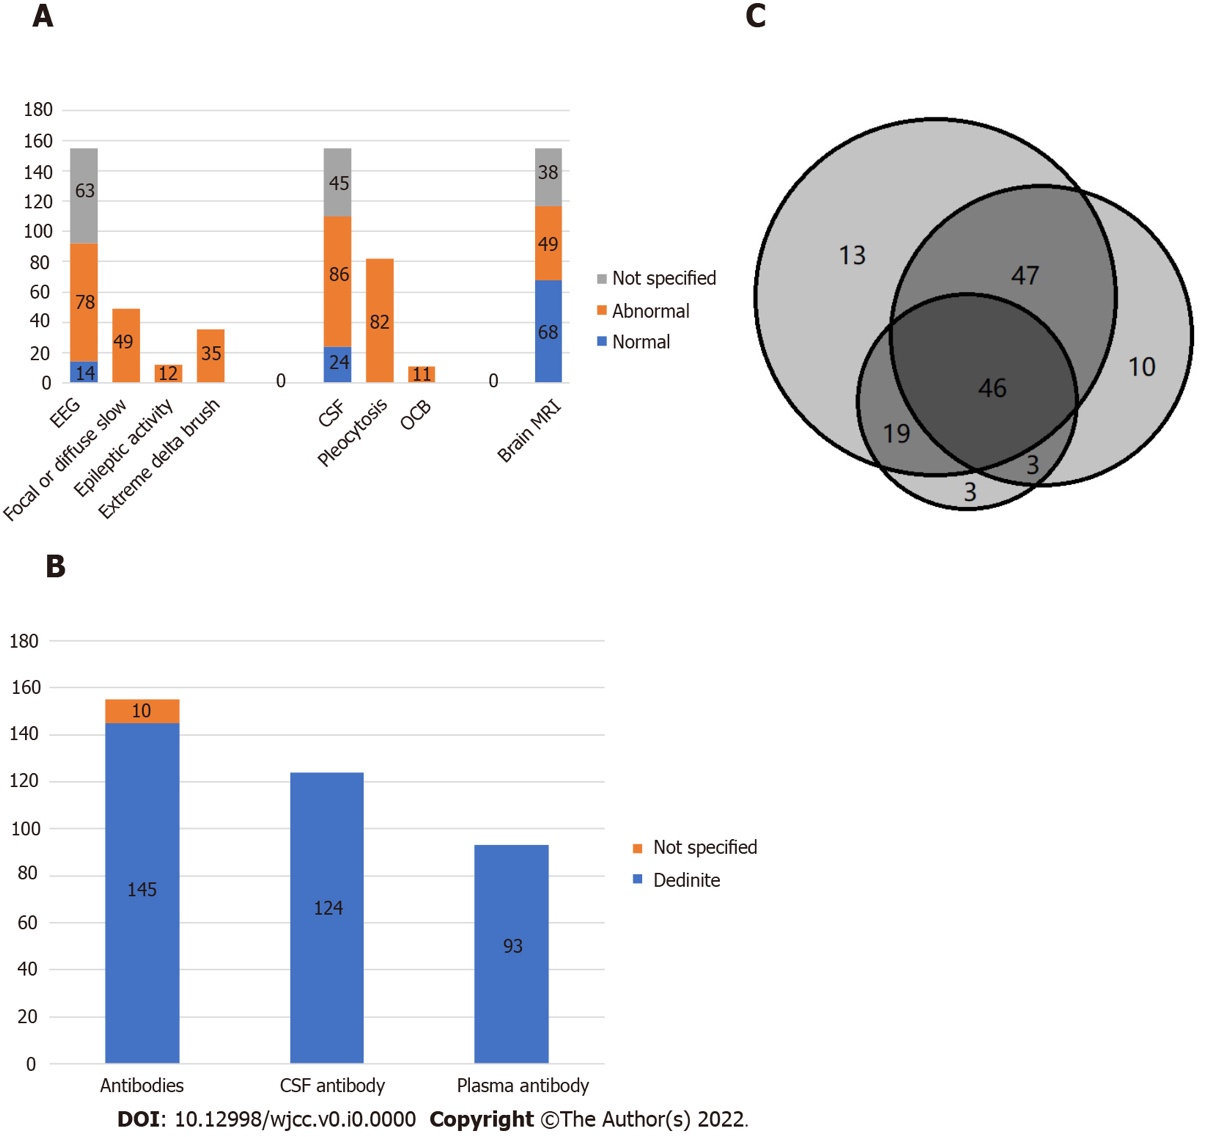 A
180
160
140
120
100
80
60
40
20
0
63
78
14
49
12
35
0
45
86
24
82
11
0
38
49
68
EEG
Focal or diffuse slow
Epileptic activity
Extreme delta brush
CSF
Pleocytosis
OCB
Brain MRI
Not specified
Abnormal
Normal
C
13
47
10
46
19
3
3
B
180
160
140
120
100
80
60
40
20
0
10
145
124
93
Antibodies
CSF antibody
Plasma antibody
Not specified
Dedinite
DOI: 10.12998/wjcc.v0.i0.0000 Copyright ©The Author(s) 2022.